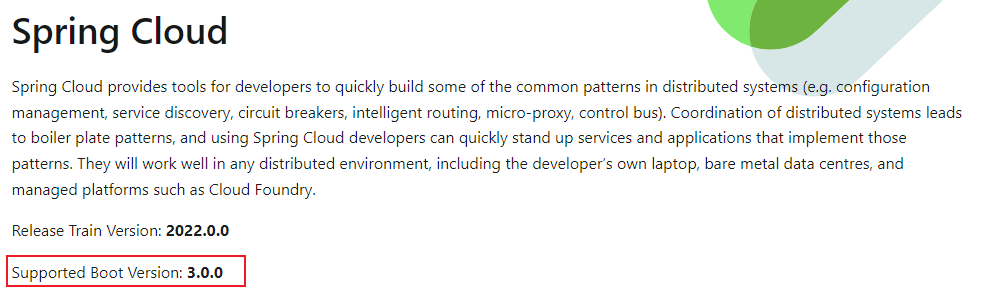 Spring Cloud
Spring Cloud provides tools for developers to quickly build some of the common patterns in distributed systems (e.g. configuration
management, service discovery, circuit breakers, intelligent routing, micro-proxy, control bus). Coordination of distributed systems leads
to boiler plate patterns, and using Spring Cloud developers can quickly stand up services and applications that implement those
patterns. They will work well in any distributed environment, including the developer’s own laptop, bare metal data centres, and
managed platforms such as Cloud Foundry.
Release Train Version: 2022.0.0
Supported Boot Version: 3.0.0